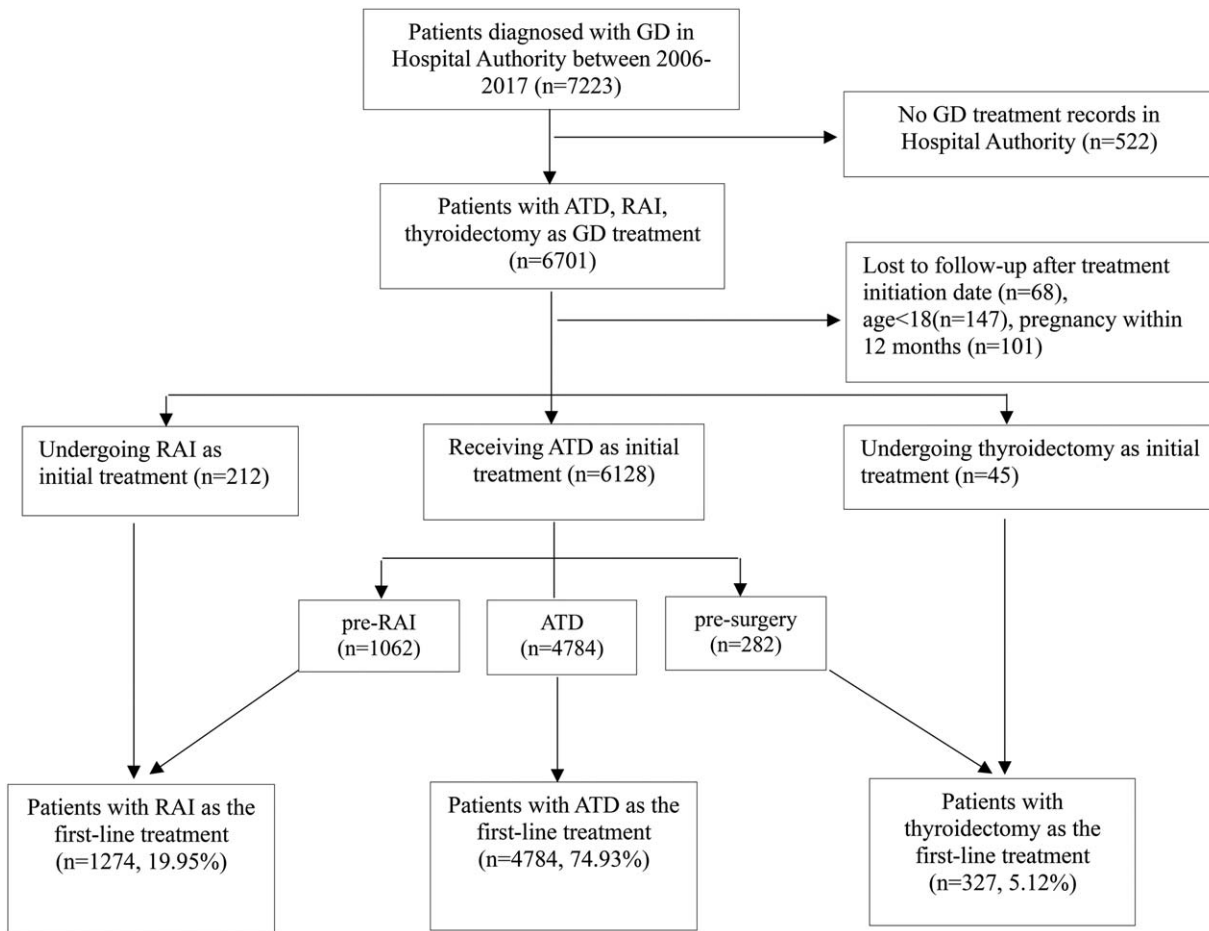 Patients diagnosed with GD in
Hospital Authority between 2006-
2017 (n=7223)
No GD treatment records in
Hospital Authority (n=522)
Patients with ATD, RAI,
thyroidectomy as GD treatment
(n=6701)
Lost to follow-up after treatment
initiation date (n=68),
age<18(n=147), pregnancy within
12 months (n=101)
Undergoing RAI as
initial treatment (n=212)
Receiving ATD as initial
treatment (n=6128)
Undergoing thyroidectomy as initial
treatment (n=45)
pre-RAI
(n=1062)
ATD
(n=4784)
pre-surgery
(n=282)
Patients with RAI as the
first-line treatment
(n=1274, 19.95%)
Patients with ATD as the
first-line treatment
(n=4784, 74.93%)
Patients with
thyroidectomy as the
first-line treatment
(n=327, 5.12%)